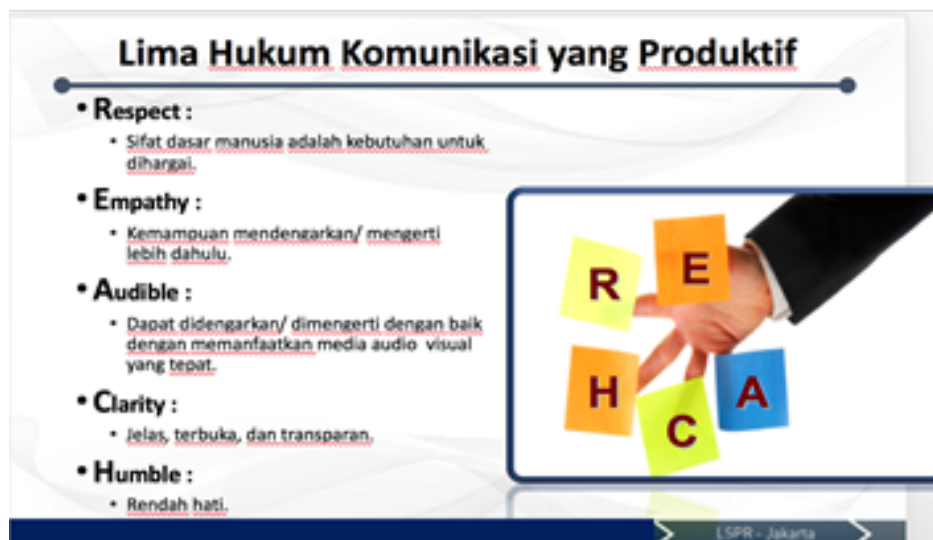 Lima Hukum Komunikasi yang Produktif
• Respect :
• Sifat dasar manusia adalah kebutuhan untuk
dihargai.
• Empathy :
• Kemampuan mendengarkan/ mengerti
lebih dahulu.
• Audible :
• Dapat didengarkan/ dimengerti dengan baik
dengan memanfaatkan media audio visual
yang tepat.
• Clarity :
• Jelas, terbuka, dan transparan.
• Humble :
• Rendah hati.
R
E
H
C
A
LSPR - Jakarta